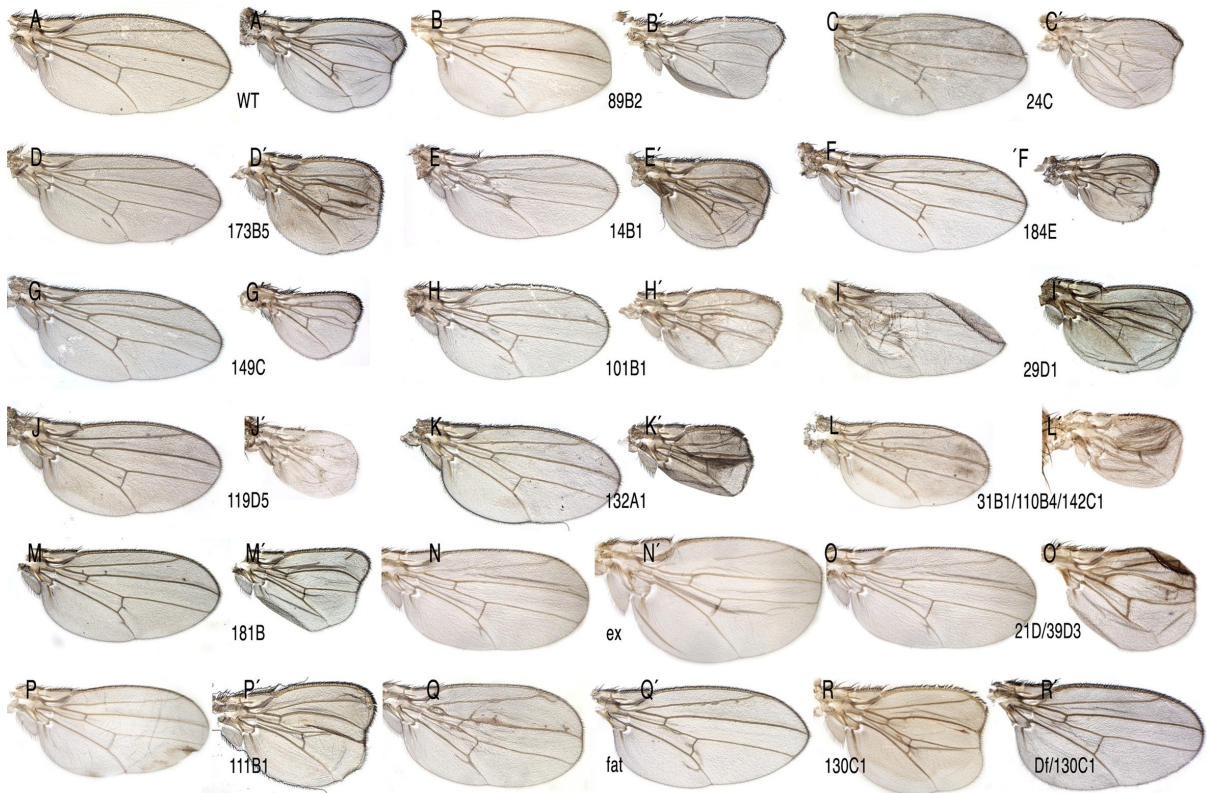 A A´ B B´ C C´
WT 89B2 24C
D D´ E E´ F ´F
173B5 14B1 184E
G G´ H H´ I I´
149C 101B1 29D1
J J´ K K´ L L´
119D5 132A1 31B1/110B4/142C1
M M´ N N´ O O´
181B ex 21D/39D3
P P´ Q Q´ R R´
111B1 fat 130C1 Df/130C1